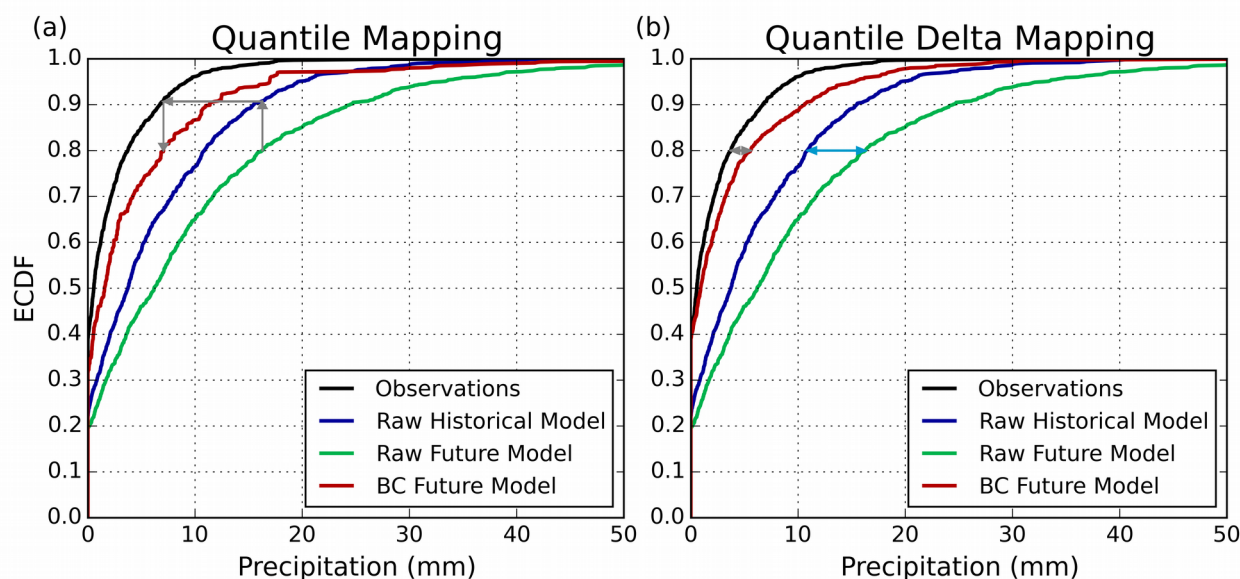 (a)
Quantile Mapping
1.0
0.9
0.8
0.7
0.6
0.5
0.4
0.3
0.2
0.1
0.0
ECDF
0 10 20 30 40 50
Precipitation (mm)
Observations
Raw Historical Model
Raw Future Model
BC Future Model
(b)
Quantile Delta Mapping
1.0
0.9
0.8
0.7
0.6
0.5
0.4
0.3
0.2
0.1
0.0
0 10 20 30 40 50
Precipitation (mm)
Observations
Raw Historical Model
Raw Future Model
BC Future Model